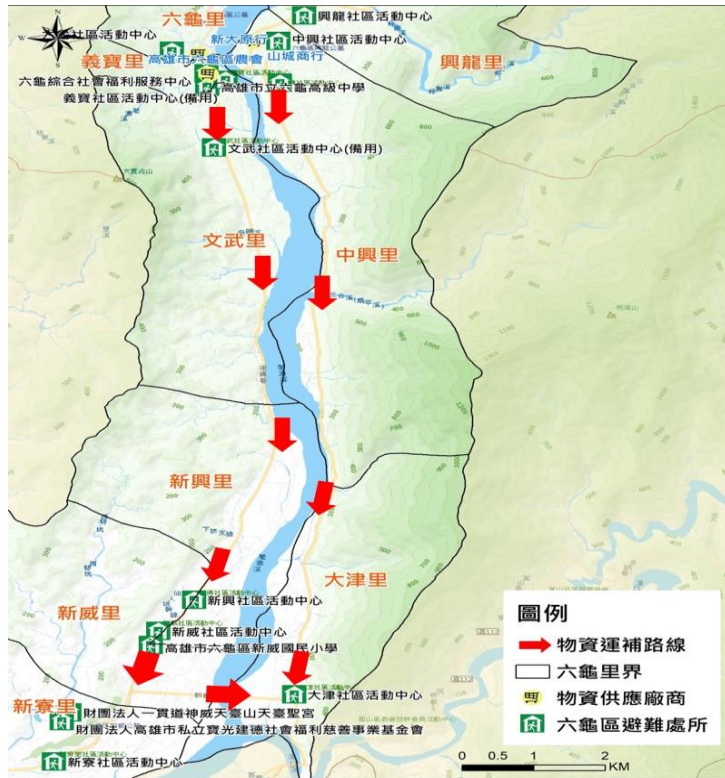 六龜里
N
W
E
S
興龍社區活動中心
社區活動中心
新大原行
中興社區活動中心
義寶里
高雄市六龜區農會
山城商行
興龍里
六龜綜合社會福利服務中心
高雄市立六龜高級中學
義寶社區活動中心(備用)
文武社區活動中心(備用)
文武里
中興里
新興里
大津里
新威里
新興社區活動中心
新威社區活動中心
高雄市六龜區新威國民小學
新寮里
大津社區活動中心
財團法人一貫道神威天臺山天臺聖宮
財團法人高雄市私立寶光建德社會福利慈善事業基金會
新寮社區活動中心
圖例
物資運補路線
六龜里界
物資供應廠商
六龜區避難處所
0 0.5 1 2
KM